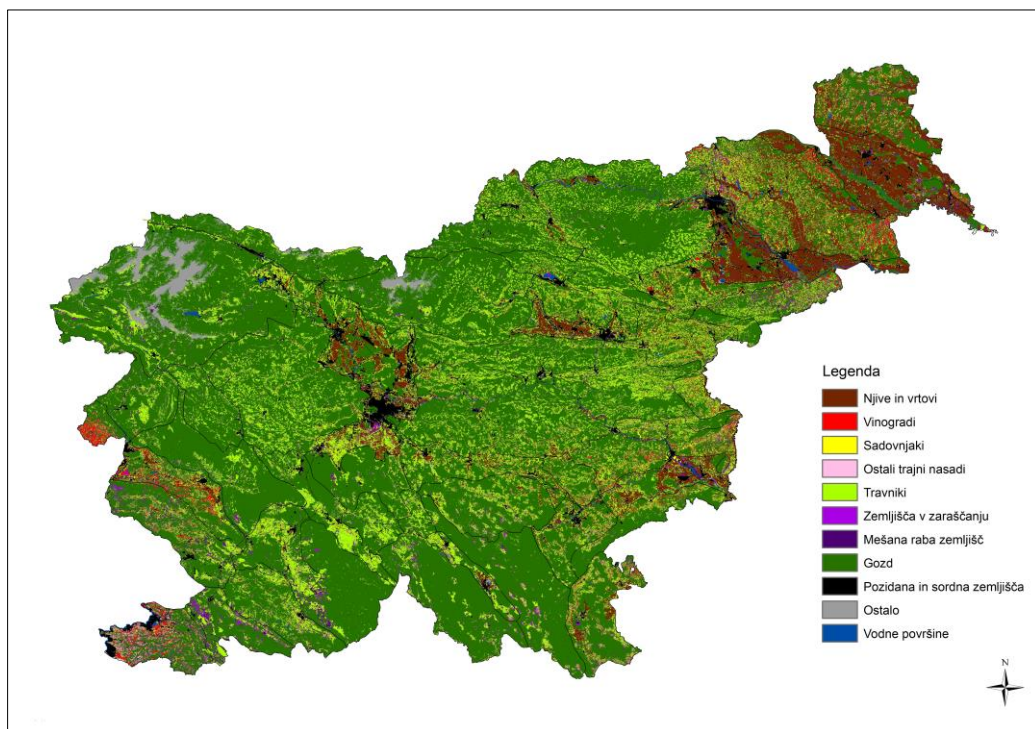 Legenda
Njive in vrtovi
Vinogradi
Sadovnjaki
Ostali trajni nasadi
Travniki
Zemljišča v zaraščanju
Mešana raba zemljišč
Gozd
Pozidana in sordna zemljišča
Ostalo
Vodne površine
N